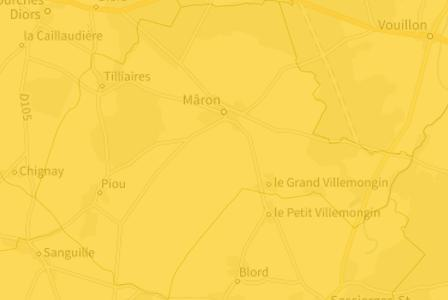 Diors
Vouillon
la Caillaudière
Tilliaires
Mâron
D105
Chignay
Piou
le Grand Villemongin
le Petit Villemongin
Sanguille
Blord